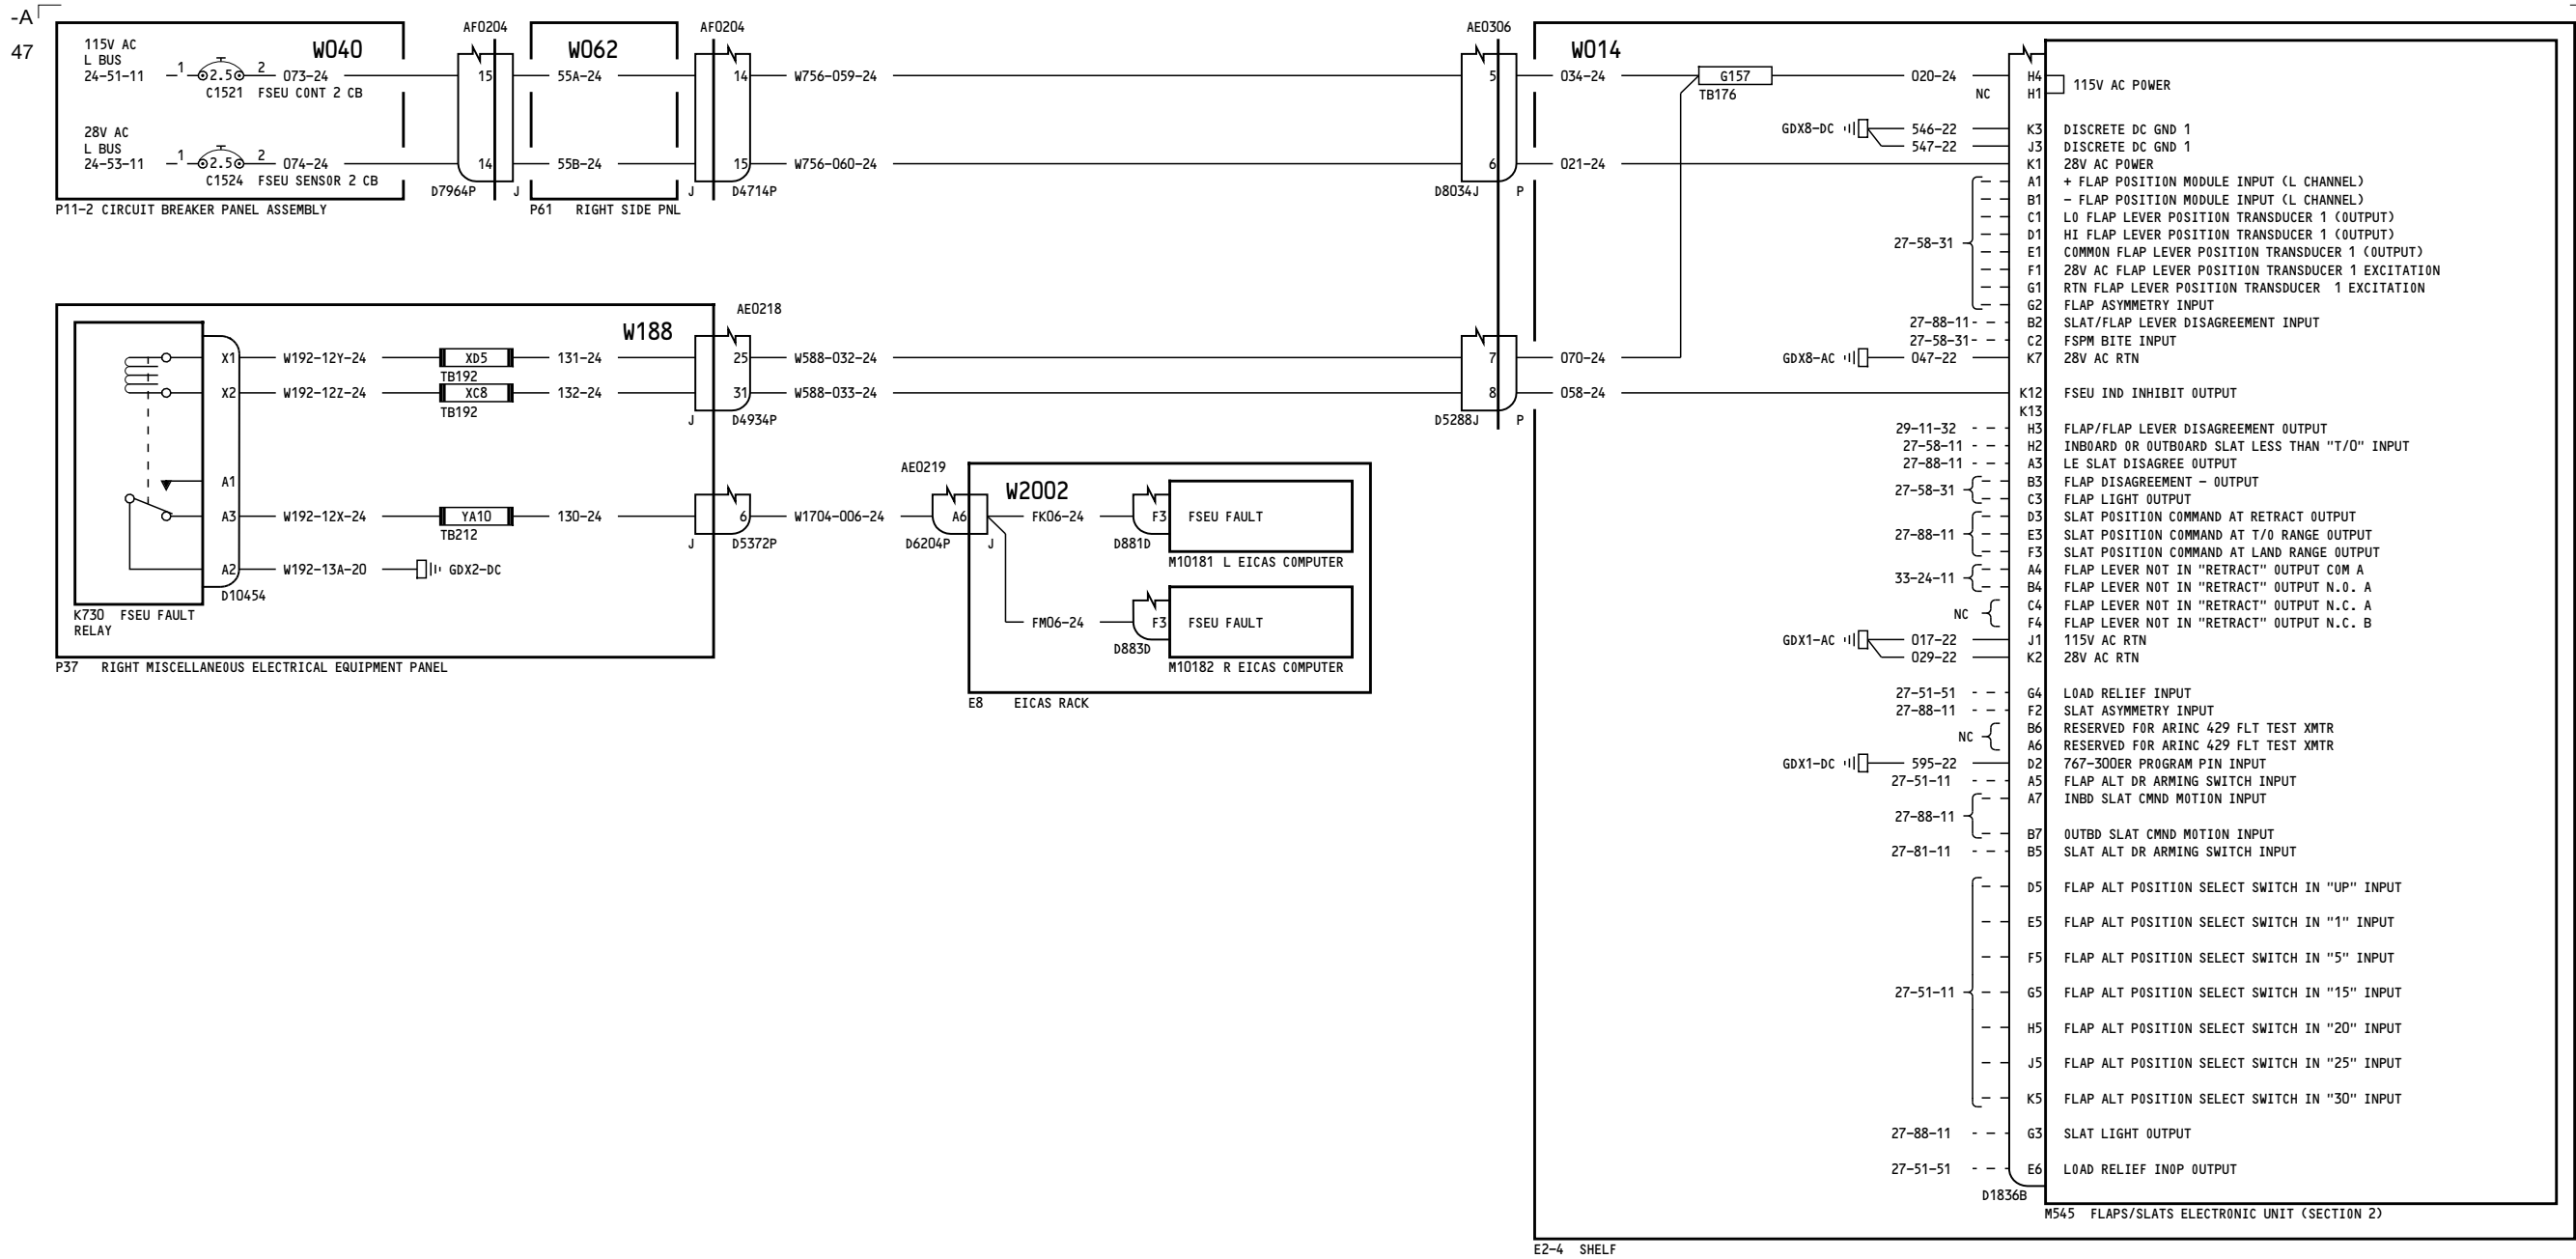 -A
47
115V AC
L BUS
24-51-11
1
2.5
2
073-24
C1521 FSEU CONT 2 CB
W040
28V AC
L BUS
24-53-11
1
2.5
2
074-24
C1524 FSEU SENSOR 2 CB
P11-2 CIRCUIT BREAKER PANEL ASSEMBLY
AF0204
15
14
D7964P J
W062
55A-24
55B-24
P61 RIGHT SIDE PNL
AF0204
14
15
J D4714P
W756-059-24
W756-060-24
AE0306
5
6
D8034J P
W188
X1
X2
A1
A3
A2
D10454
K730 FSEU FAULT
RELAY
W192-12Y-24
XD5
TB192
131-24
W192-12Z-24
XC8
TB192
132-24
W192-12X-24
YA10
TB212
130-24
W192-13A-20
GDX2-DC
P37 RIGHT MISCELLANEOUS ELECTRICAL EQUIPMENT PANEL
AE0218
25
31
J D4934P
W588-032-24
W588-033-24
7
8
D5288J P
6
J D5372P
W1704-006-24
AE0219
A6
D6204P J
W2002
FK06-24
F3
D881D
FSEU FAULT
M10181 L EICAS COMPUTER
FM06-24
F3
D883D
FSEU FAULT
M10182 R EICAS COMPUTER
E8 EICAS RACK
W014
034-24
G157
TB176
020-24
NC
021-24
070-24
058-24
H4
H1
115V AC POWER
GDX8-DC 546-22 K3 DISCRETE DC GND 1
547-22 J3 DISCRETE DC GND 1
K1 28V AC POWER
A1 + FLAP POSITION MODULE INPUT (L CHANNEL)
B1 - FLAP POSITION MODULE INPUT (L CHANNEL)
C1 LO FLAP LEVER POSITION TRANSDUCER 1 (OUTPUT)
D1 HI FLAP LEVER POSITION TRANSDUCER 1 (OUTPUT)
27-58-31
E1 COMMON FLAP LEVER POSITION TRANSDUCER 1 (OUTPUT)
F1 28V AC FLAP LEVER POSITION TRANSDUCER 1 EXCITATION
G1 RTN FLAP LEVER POSITION TRANSDUCER 1 EXCITATION
G2 FLAP ASYMMETRY INPUT
27-88-11 B2 SLAT/FLAP LEVER DISAGREEMENT INPUT
27-58-31 C2 FSPM BITE INPUT
GDX8-AC 047-22 K7 28V AC RTN
K12 FSEU IND INHIBIT OUTPUT
K13
29-11-32 H3 FLAP/FLAP LEVER DISAGREEMENT OUTPUT
27-58-11 H2 INBOARD OR OUTBOARD SLAT LESS THAN "T/O" INPUT
27-88-11 A3 LE SLAT DISAGREE OUTPUT
27-58-31
B3 FLAP DISAGREEMENT - OUTPUT
C3 FLAP LIGHT OUTPUT
D3 SLAT POSITION COMMAND AT RETRACT OUTPUT
27-88-11 E3 SLAT POSITION COMMAND AT T/O RANGE OUTPUT
F3 SLAT POSITION COMMAND AT LAND RANGE OUTPUT
33-24-11
A4 FLAP LEVER NOT IN "RETRACT" OUTPUT COM A
B4 FLAP LEVER NOT IN "RETRACT" OUTPUT N.O. A
NC
C4 FLAP LEVER NOT IN "RETRACT" OUTPUT N.C. A
F4 FLAP LEVER NOT IN "RETRACT" OUTPUT N.C. B
GDX1-AC 017-22 J1 115V AC RTN
029-22 K2 28V AC RTN
27-51-51 G4 LOAD RELIEF INPUT
27-88-11 F2 SLAT ASYMMETRY INPUT
NC
B6 RESERVED FOR ARINC 429 FLT TEST XMTR
A6 RESERVED FOR ARINC 429 FLT TEST XMTR
GDX1-DC 595-22 D2 767-300ER PROGRAM PIN INPUT
27-51-11 A5 FLAP ALT DR ARMING SWITCH INPUT
A7 INBD SLAT CMND MOTION INPUT
27-88-11
B7 OUTBD SLAT CMND MOTION INPUT
27-81-11 B5 SLAT ALT DR ARMING SWITCH INPUT
D5 FLAP ALT POSITION SELECT SWITCH IN "UP" INPUT
E5 FLAP ALT POSITION SELECT SWITCH IN "1" INPUT
F5 FLAP ALT POSITION SELECT SWITCH IN "5" INPUT
27-51-11 G5 FLAP ALT POSITION SELECT SWITCH IN "15" INPUT
H5 FLAP ALT POSITION SELECT SWITCH IN "20" INPUT
J5 FLAP ALT POSITION SELECT SWITCH IN "25" INPUT
K5 FLAP ALT POSITION SELECT SWITCH IN "30" INPUT
27-88-11 G3 SLAT LIGHT OUTPUT
27-51-51 E6 LOAD RELIEF INOP OUTPUT
D1836B
M545 FLAPS/SLATS ELECTRONIC UNIT (SECTION 2)
E2-4 SHELF